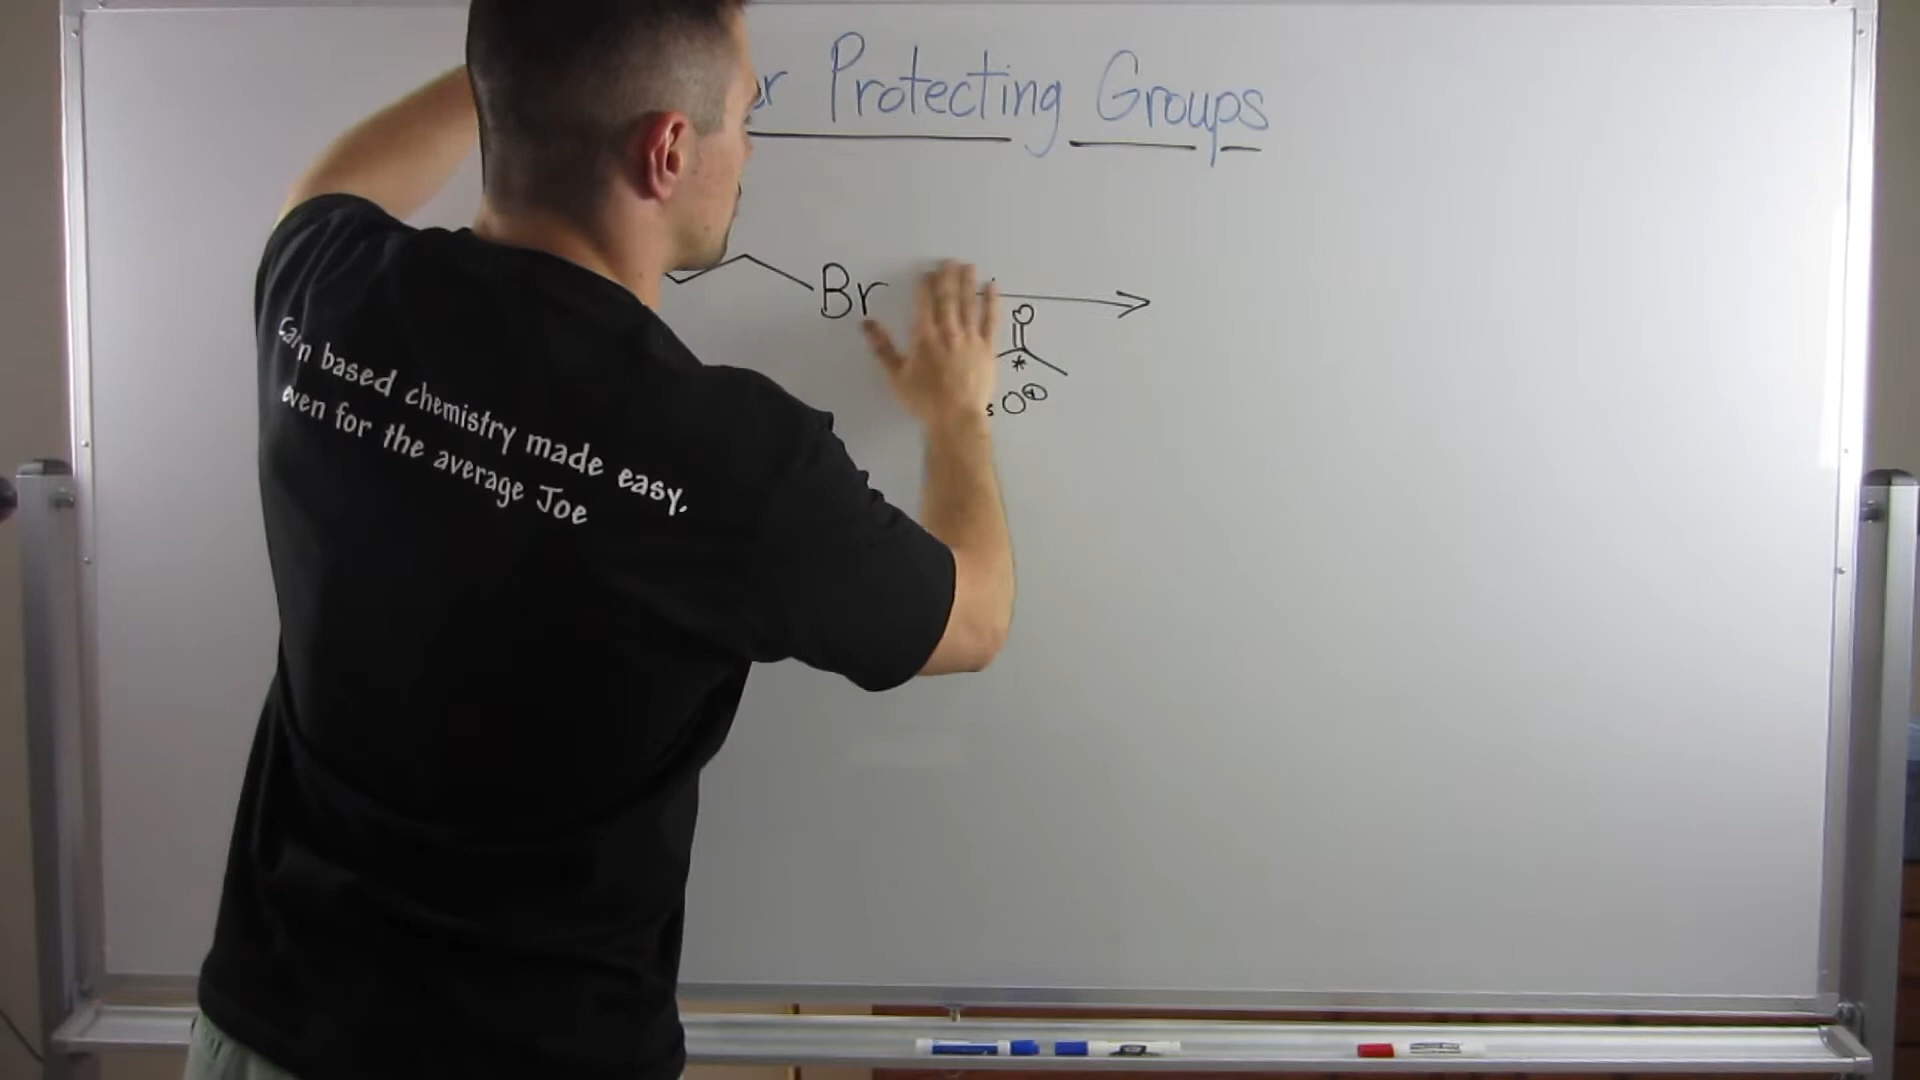 Protecting Groups
Br
O
*
s O⊕
based chemistry made easy,
even for the average Joe